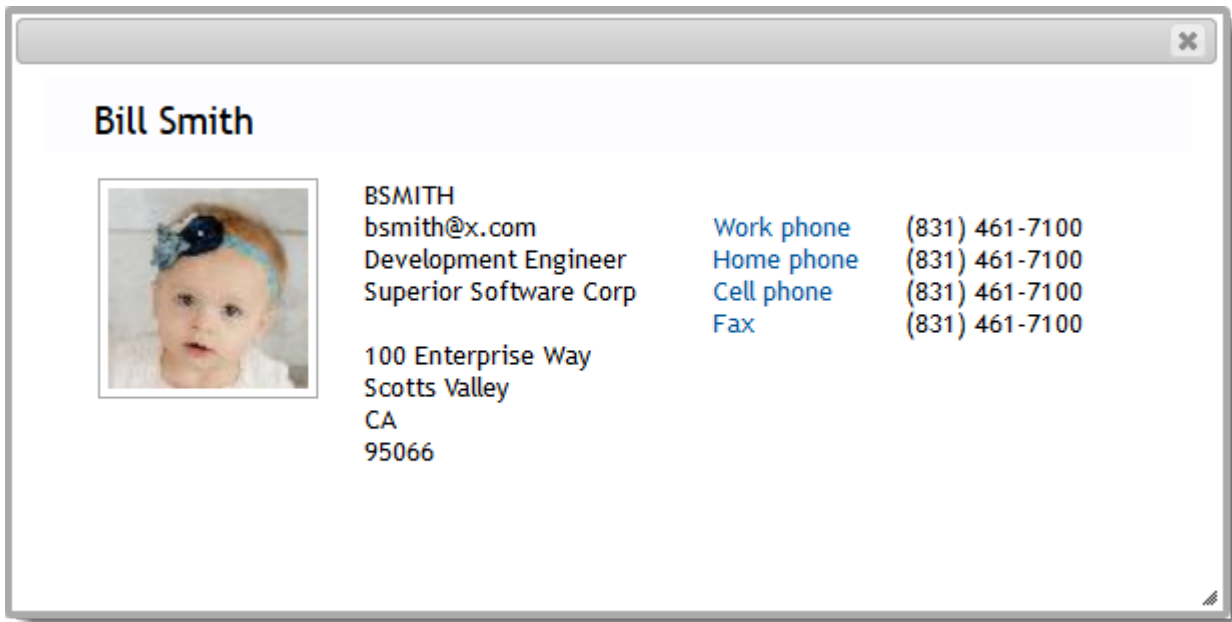 Bill Smith
BSMITH
bsmith@x.com
Work phone (831) 461-7100
Development Engineer
Home phone (831) 461-7100
Superior Software Corp
Cell phone (831) 461-7100
Fax (831) 461-7100
100 Enterprise Way
Scotts Valley
CA
95066